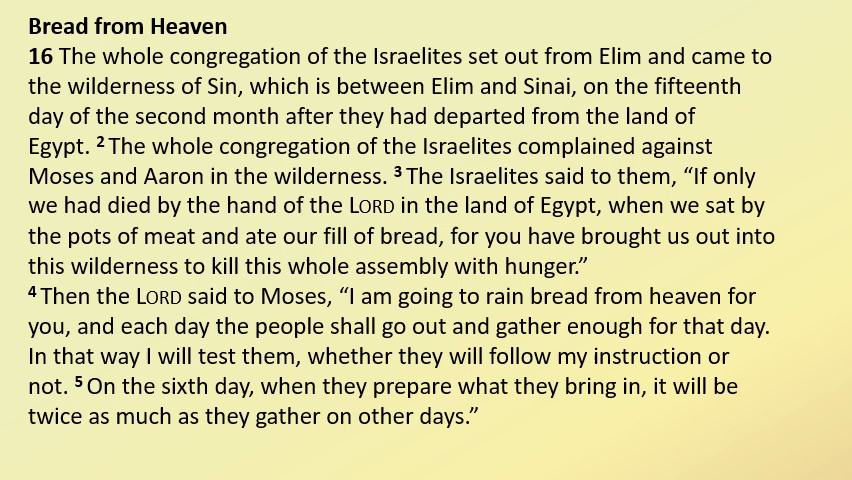 Bread from Heaven
16 The whole congregation of the Israelites set out from Elim and came to
the wilderness of Sin, which is between Elim and Sinai, on the fifteenth
day of the second month after they had departed from the land of
Egypt. 2 The whole congregation of the Israelites complained against
Moses and Aaron in the wilderness. 3 The Israelites said to them, “If only
we had died by the hand of the LORD in the land of Egypt, when we sat by
the pots of meat and ate our fill of bread, for you have brought us out into
this wilderness to kill this whole assembly with hunger.”
4 Then the LORD said to Moses, “I am going to rain bread from heaven for
you, and each day the people shall go out and gather enough for that day.
In that way I will test them, whether they will follow my instruction or
not. 5 On the sixth day, when they prepare what they bring in, it will be
twice as much as they gather on other days.”